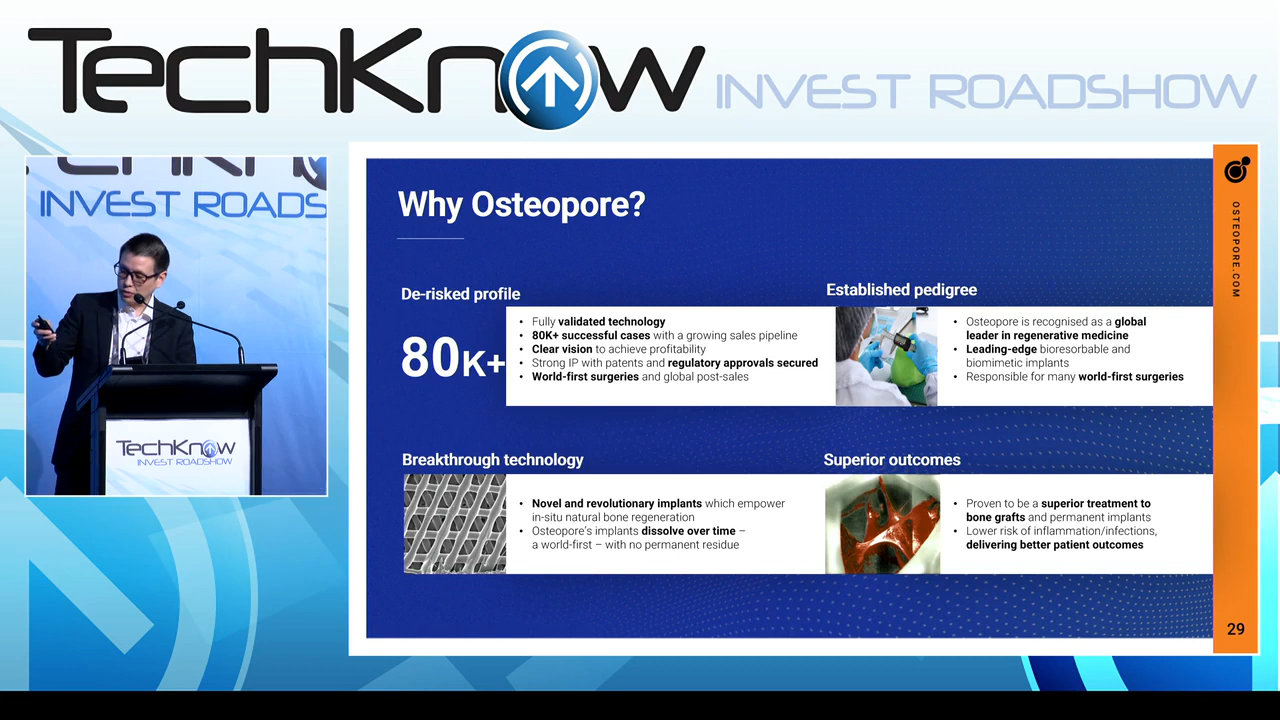 TechKnow INVEST ROADSHOW
INVEST ROADS
TechKnow
INVEST ROADSHOW
Why Osteopore?
De-risked profile
80K+
• Fully validated technology
• 80K+ successful cases with a growing sales pipeline
• Clear vision to achieve profitability
• Strong IP with patents and regulatory approvals secured
• World-first surgeries and global post-sales
Established pedigree
• Osteopore is recognised as a global
leader in regenerative medicine
• Leading-edge bioresorbable and
biomimetic implants
• Responsible for many world-first surgeries
Breakthrough technology
• Novel and revolutionary implants which empower
in-situ natural bone regeneration
• Osteopore's implants dissolve over time –
a world-first – with no permanent residue
Superior outcomes
• Proven to be a superior treatment to
bone grafts and permanent implants
• Lower risk of inflammation/infections,
delivering better patient outcomes
OSTEOPORE.COM
29